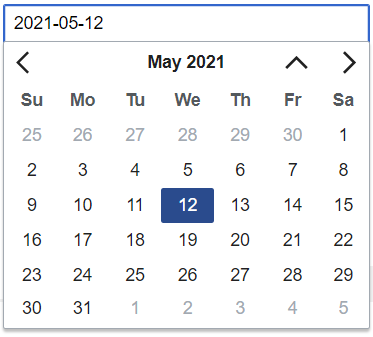 2021-05-12
May 2021
Su Mo Tu We Th Fr Sa
25 26 27 28 29 30 1
2 3 4 5 6 7 8
9 10 11 12 13 14 15
16 17 18 19 20 21 22
23 24 25 26 27 28 29
30 31 1 2 3 4 5